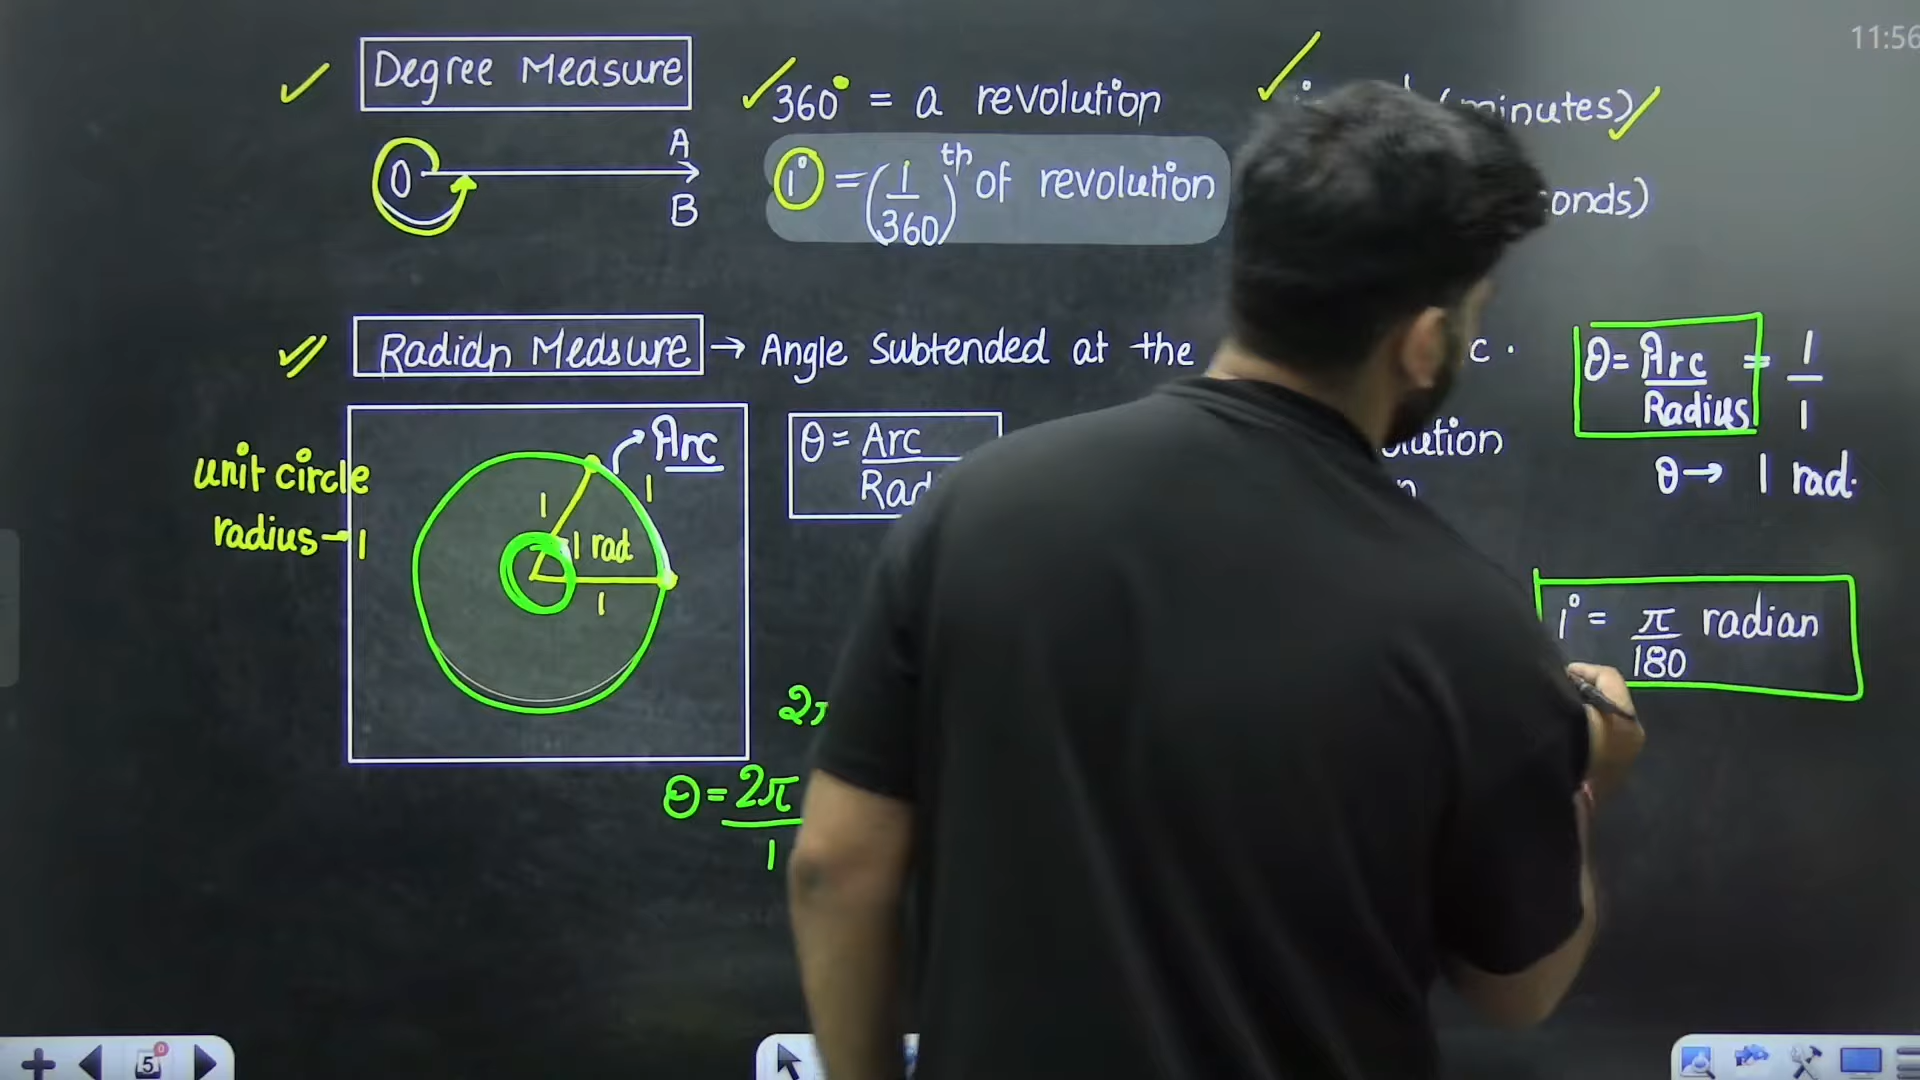 11:56
Degree Measure
360° = a revolution
(minutes)
O
A
B
1° = (1/360)th of revolution
Radian Measure → Angle Subtended at the
θ = Arc/Radius = 1/1
θ → 1 rad.
unit circle
radius → 1
Arc
1
1
1 rad
1
θ = Arc
1° = π/180 radian
θ = 2π/1
5
0